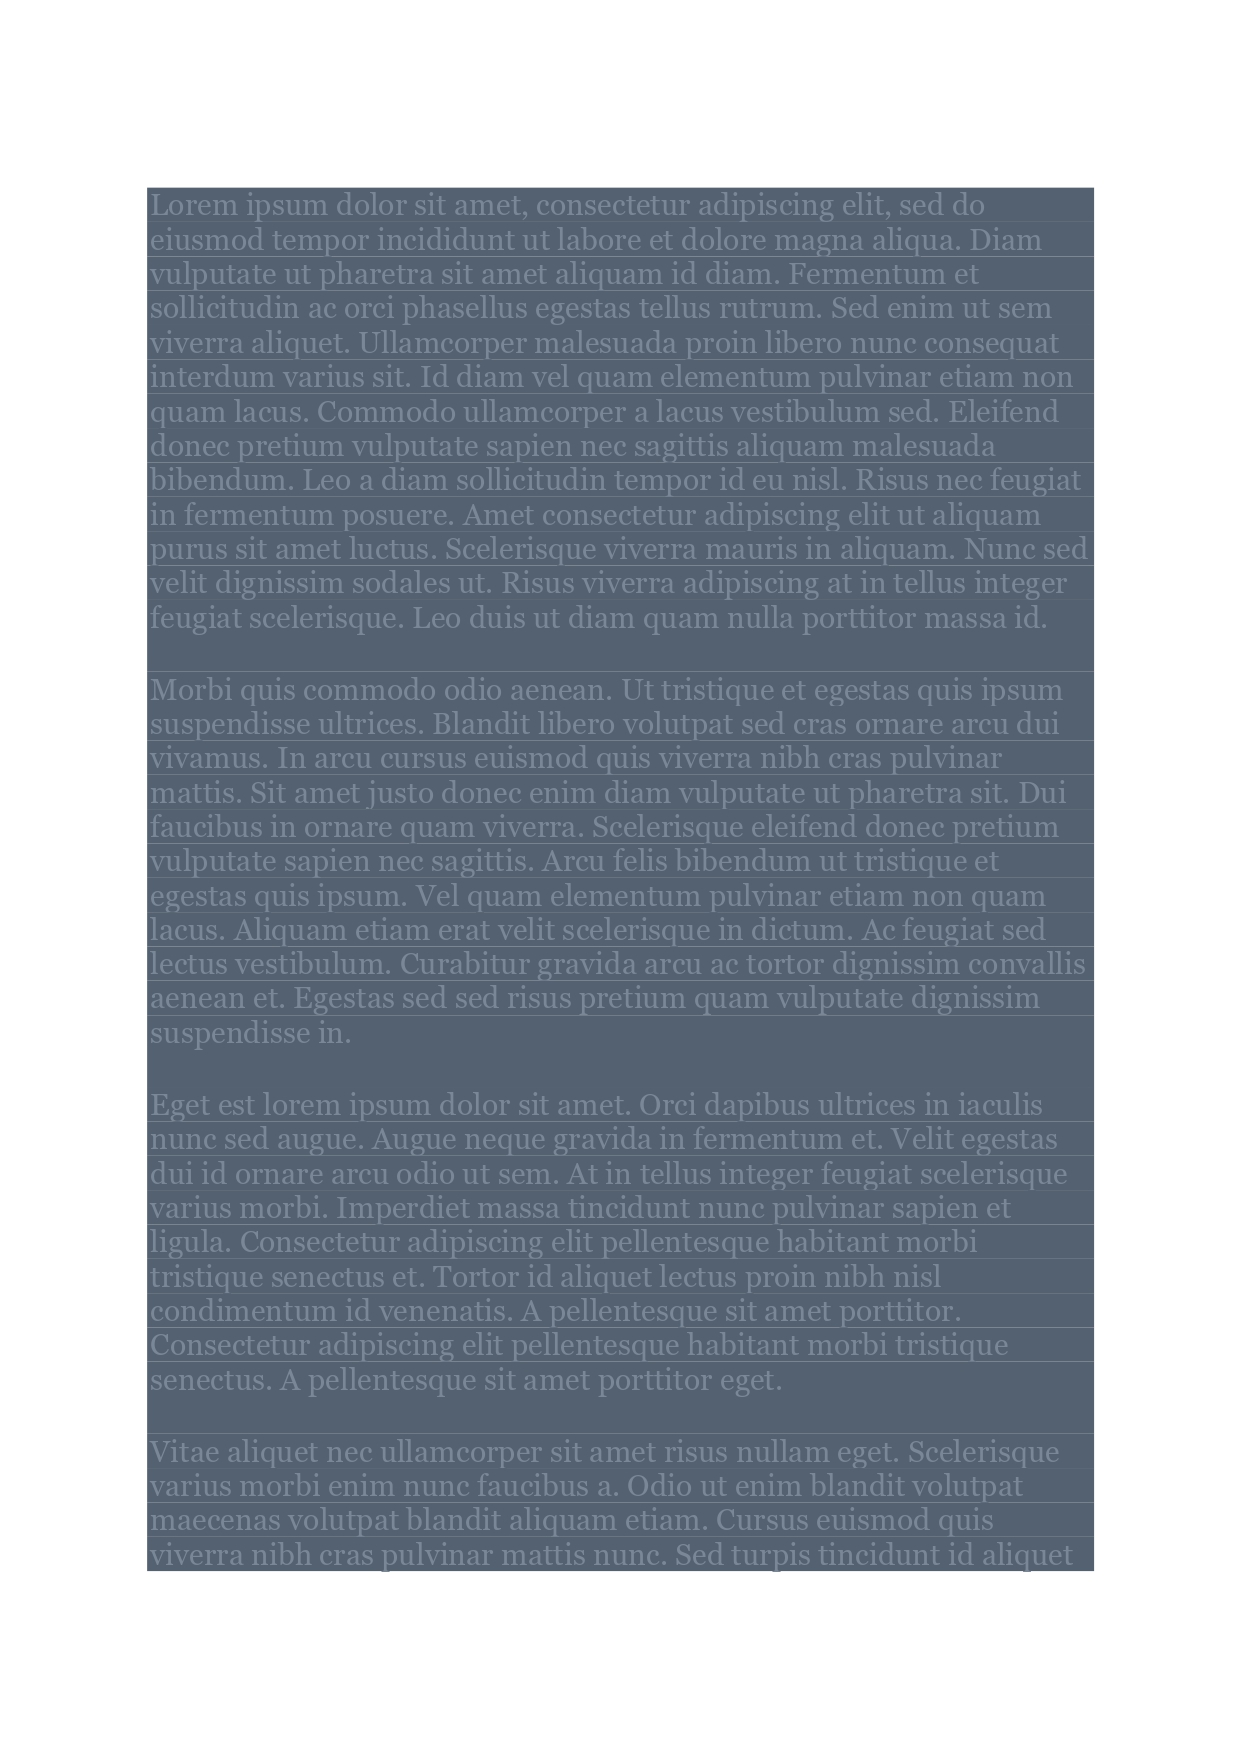 Lorem ipsum dolor sit amet, consectetur adipiscing elit, sed do
eiusmod tempor incididunt ut labore et dolore magna aliqua. Diam
vulputate ut pharetra sit amet aliquam id diam. Fermentum et
sollicitudin ac orci phasellus egestas tellus rutrum. Sed enim ut sem
viverra aliquet. Ullamcorper malesuada proin libero nunc consequat
interdum varius sit. Id diam vel quam elementum pulvinar etiam non
quam lacus. Commodo ullamcorper a lacus vestibulum sed. Eleifend
donec pretium vulputate sapien nec sagittis aliquam malesuada
bibendum. Leo a diam sollicitudin tempor id eu nisl. Risus nec feugiat
in fermentum posuere. Amet consectetur adipiscing elit ut aliquam
purus sit amet luctus. Scelerisque viverra mauris in aliquam. Nunc sed
velit dignissim sodales ut. Risus viverra adipiscing at in tellus integer
feugiat scelerisque. Leo duis ut diam quam nulla porttitor massa id.
Morbi quis commodo odio aenean. Ut tristique et egestas quis ipsum
suspendisse ultrices. Blandit libero volutpat sed cras ornare arcu dui
vivamus. In arcu cursus euismod quis viverra nibh cras pulvinar
mattis. Sit amet justo donec enim diam vulputate ut pharetra sit. Dui
faucibus in ornare quam viverra. Scelerisque eleifend donec pretium
vulputate sapien nec sagittis. Arcu felis bibendum ut tristique et
egestas quis ipsum. Vel quam elementum pulvinar etiam non quam
lacus. Aliquam etiam erat velit scelerisque in dictum. Ac feugiat sed
lectus vestibulum. Curabitur gravida arcu ac tortor dignissim convallis
aenean et. Egestas sed sed risus pretium quam vulputate dignissim
suspendisse in.
Eget est lorem ipsum dolor sit amet. Orci dapibus ultrices in iaculis
nunc sed augue. Augue neque gravida in fermentum et. Velit egestas
dui id ornare arcu odio ut sem. At in tellus integer feugiat scelerisque
varius morbi. Imperdiet massa tincidunt nunc pulvinar sapien et
ligula. Consectetur adipiscing elit pellentesque habitant morbi
tristique senectus et. Tortor id aliquet lectus proin nibh nisl
condimentum id venenatis. A pellentesque sit amet porttitor.
Consectetur adipiscing elit pellentesque habitant morbi tristique
senectus. A pellentesque sit amet porttitor eget.
Vitae aliquet nec ullamcorper sit amet risus nullam eget. Scelerisque
varius morbi enim nunc faucibus a. Odio ut enim blandit volutpat
maecenas volutpat blandit aliquam etiam. Cursus euismod quis
viverra nibh cras pulvinar mattis nunc. Sed turpis tincidunt id aliquet